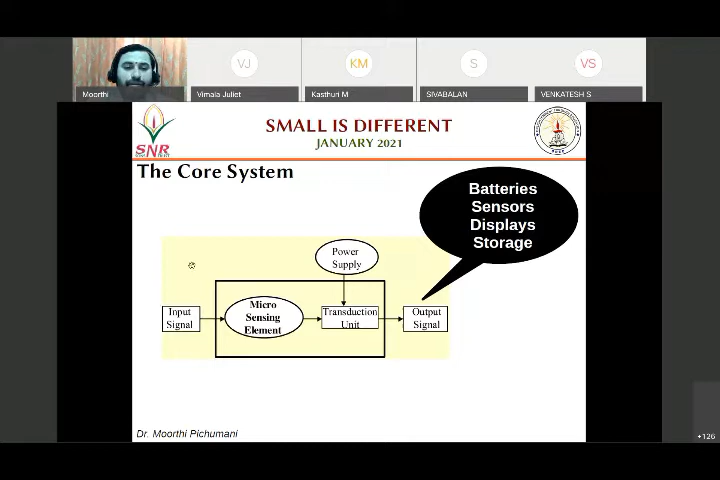 VJ
KM
S
VS
Moorthi
Vimala Juliet
Kasthuri M
SIVABALAN
VENKATESH S
SNR
SMALL IS DIFFERENT
JANUARY 2021
The Core System
Batteries
Sensors
Displays
Storage
Power
Supply
Input
Signal
Micro
Sensing
Element
Transduction
Unit
Output
Signal
Dr. Moorthi Pichumani
+126